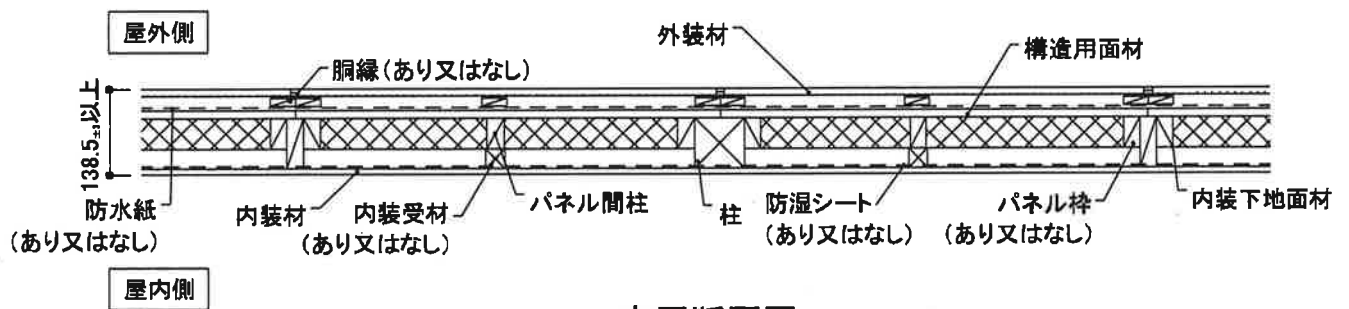 屋外側
外装材
構造用面材
胴縁(あり又はなし)
138.5±1以上
防水紙
(あり又はなし)
内装材
内装受材
(あり又はなし)
パネル間柱
柱
防湿シート
(あり又はなし)
パネル枠
(あり又はなし)
内装下地面材
屋内側